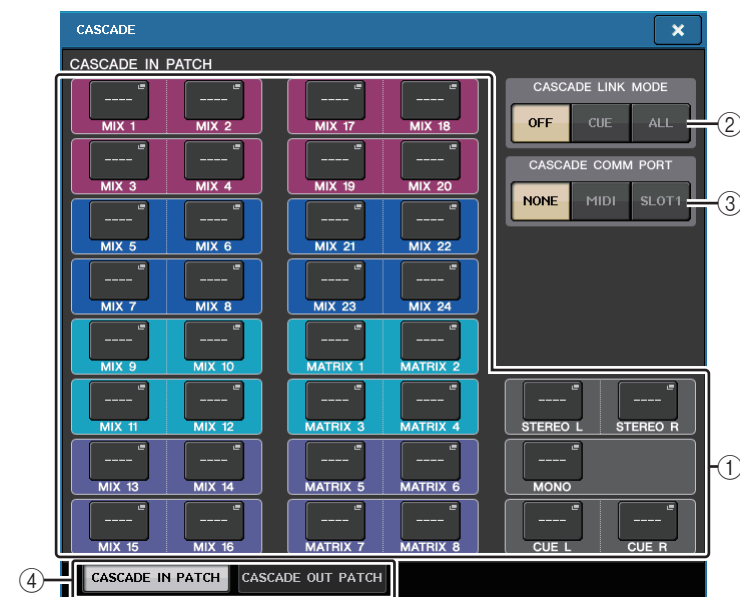 CASCADE
CASCADE IN PATCH
---- ---- ---- ----
MIX 1 MIX 2 MIX 17 MIX 18
---- ---- ---- ----
MIX 3 MIX 4 MIX 19 MIX 20
---- ---- ---- ----
MIX 5 MIX 6 MIX 21 MIX 22
---- ---- ---- ----
MIX 7 MIX 8 MIX 23 MIX 24
---- ---- ---- ----
MIX 9 MIX 10 MATRIX 1 MATRIX 2
---- ---- ---- ----
MIX 11 MIX 12 MATRIX 3 MATRIX 4
---- ---- ---- ----
MIX 13 MIX 14 MATRIX 5 MATRIX 6
---- ---- ---- ----
MIX 15 MIX 16 MATRIX 7 MATRIX 8
CASCADE LINK MODE
OFF CUE ALL
②
CASCADE COMM PORT
NONE MIDI SLOT1
③
---- ----
STEREO L STEREO R
----
MONO
①
---- ----
CUE L CUE R
④
CASCADE IN PATCH CASCADE OUT PATCH